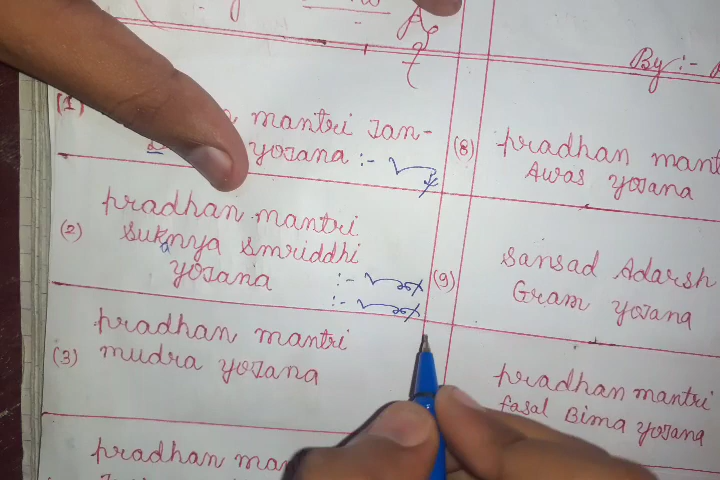 By :-
(1) mantri Jan-
yojana :-
(2) pradhan mantri
sukanya smriddhi
yojana :-
:-
(3) pradhan mantri
mudra yojana
pradhan man
(8) pradhan mant
Awas yojana
(9) Sansad Adarsh
Gram yojana
pradhan mantri
fasal Bima yojana